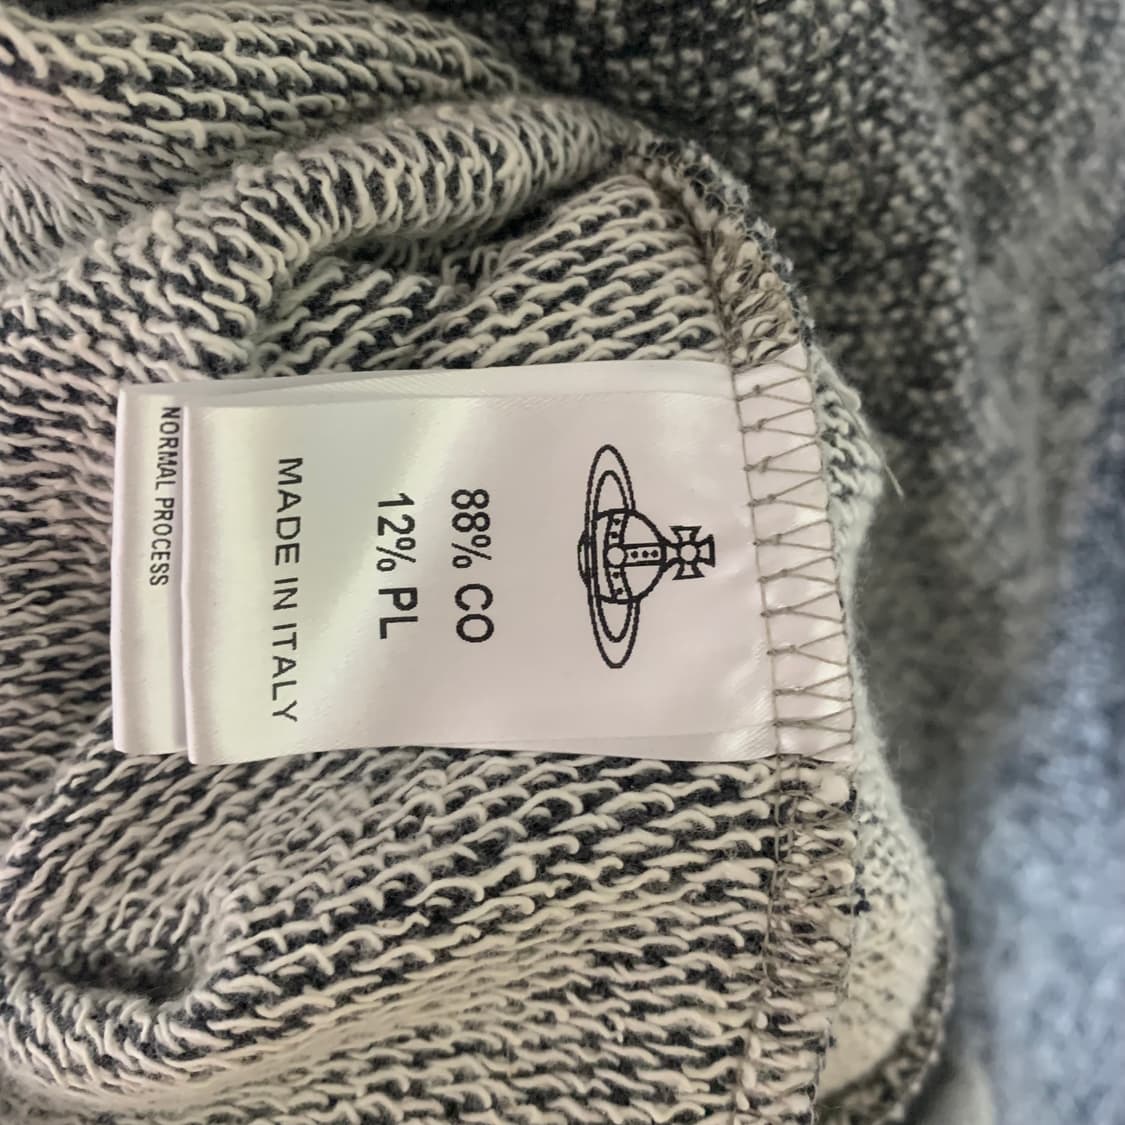 88% CO
12% PL
MADE IN ITALY
NORMAL PROCESS